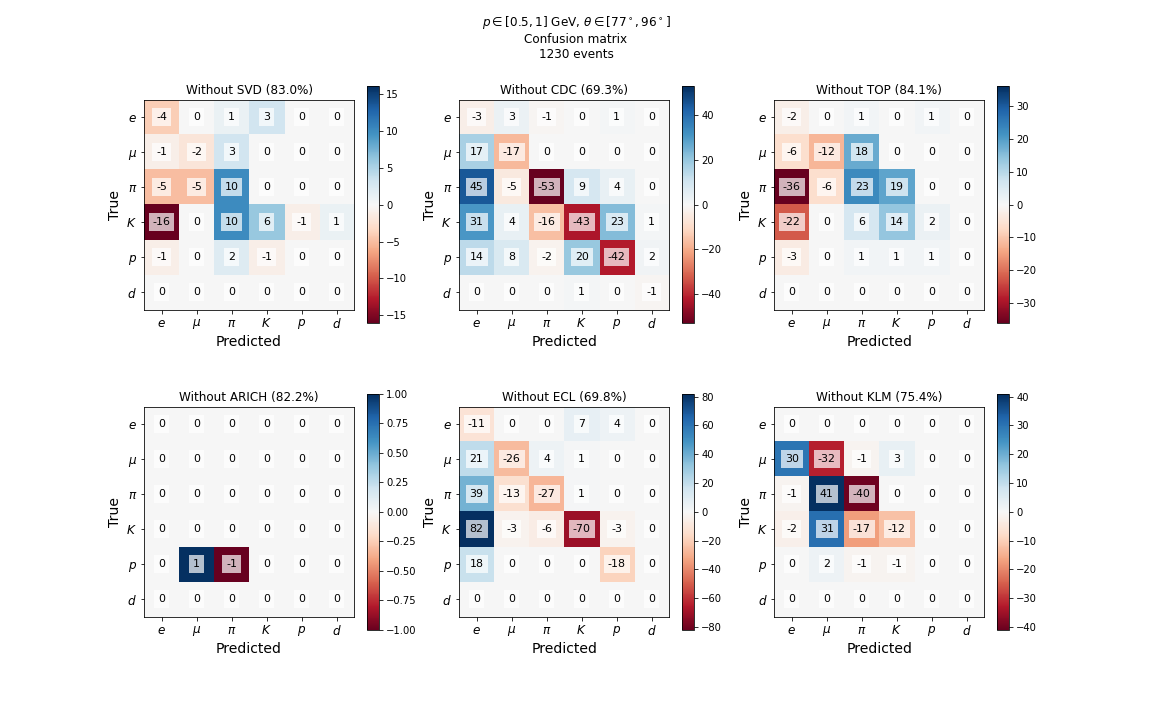 p ∈ [0.5, 1] GeV, θ ∈ [77°, 96°]
Confusion matrix
1230 events
Without SVD (83.0%)
True
e -4 0 1 3 0 0
μ -1 -2 3 0 0 0
π -5 -5 10 0 0 0
K -16 0 10 6 -1 1
p -1 0 2 -1 0 0
d 0 0 0 0 0 0
e μ π K p d
Predicted
15
10
5
0
−5
−10
−15
Without CDC (69.3%)
True
e -3 3 -1 0 1 0
μ 17 -17 0 0 0 0
π 45 -5 -53 9 4 0
K 31 4 -16 -43 23 1
p 14 8 -2 20 -42 2
d 0 0 0 1 0 -1
e μ π K p d
Predicted
40
20
0
−20
−40
Without TOP (84.1%)
True
e -2 0 1 0 1 0
μ -6 -12 18 0 0 0
π -36 -6 23 19 0 0
K -22 0 6 14 2 0
p -3 0 1 1 1 0
d 0 0 0 0 0 0
e μ π K p d
Predicted
30
20
10
0
−10
−20
−30
Without ARICH (82.2%)
True
e 0 0 0 0 0 0
μ 0 0 0 0 0 0
π 0 0 0 0 0 0
K 0 0 0 0 0 0
p 0 1 -1 0 0 0
d 0 0 0 0 0 0
e μ π K p d
Predicted
1.00
0.75
0.50
0.25
0.00
−0.25
−0.50
−0.75
−1.00
Without ECL (69.8%)
True
e -11 0 0 7 4 0
μ 21 -26 4 1 0 0
π 39 -13 -27 1 0 0
K 82 -3 -6 -70 -3 0
p 18 0 0 0 -18 0
d 0 0 0 0 0 0
e μ π K p d
Predicted
80
60
40
20
0
−20
−40
−60
−80
Without KLM (75.4%)
True
e 0 0 0 0 0 0
μ 30 -32 -1 3 0 0
π -1 41 -40 0 0 0
K -2 31 -17 -12 0 0
p 0 2 -1 -1 0 0
d 0 0 0 0 0 0
e μ π K p d
Predicted
40
30
20
10
0
−10
−20
−30
−40